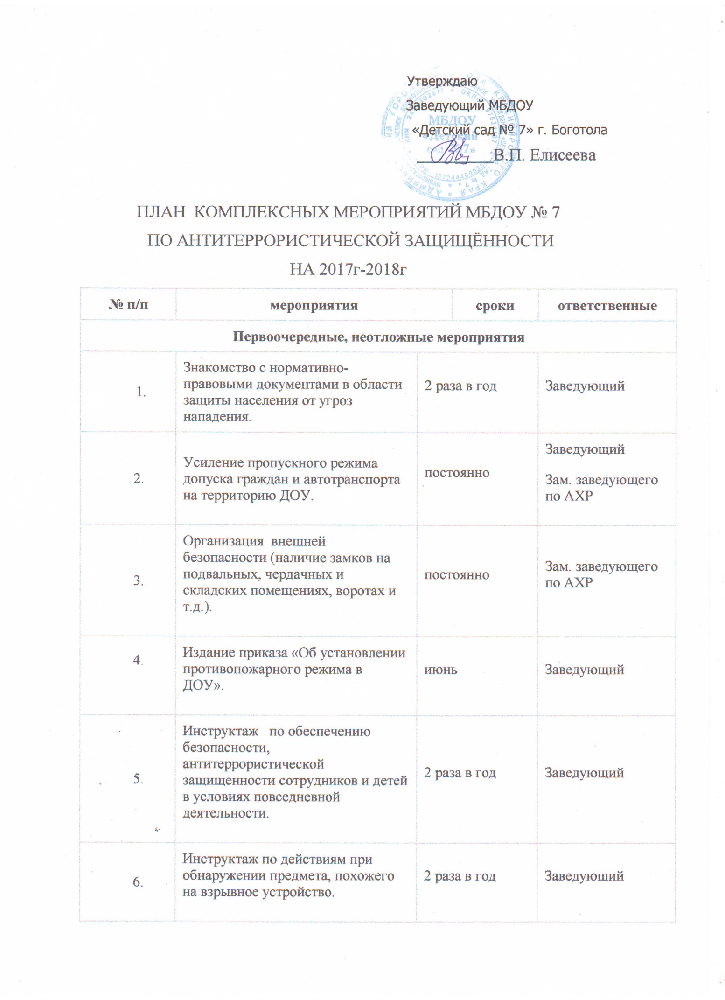 Утверждаю
Заведующий МБДОУ
«Детский сад № 7» г. Боготола
В.П. Елисеева
МБДОУ
«Детский
сад №7»
ПЛАН КОМПЛЕКСНЫХ МЕРОПРИЯТИЙ МБДОУ № 7
ПО АНТИТЕРРОРИСТИЧЕСКОЙ ЗАЩИЩЁННОСТИ
НА 2017г-2018г
№ п/п мероприятия сроки ответственные
Первоочередные, неотложные мероприятия
1.
Знакомство с нормативно-
правовыми документами в области
защиты населения от угроз
нападения.
2 раза в год
Заведующий
2.
Усиление пропускного режима
допуска граждан и автотранспорта
на территорию ДОУ.
постоянно
Заведующий
Зам. заведующего
по АХР
3.
Организация внешней
безопасности (наличие замков на
подвальных, чердачных и
складских помещениях, воротах и
т.д.).
постоянно
Зам. заведующего
по АХР
4.
Издание приказа «Об установлении
противопожарного режима в
ДОУ».
июнь
Заведующий
5.
Инструктаж по обеспечению
безопасности,
антитеррористической
защищенности сотрудников и детей
в условиях повседневной
деятельности.
2 раза в год
Заведующий
6.
Инструктаж по действиям при
обнаружении предмета, похожего
на взрывное устройство.
2 раза в год
Заведующий